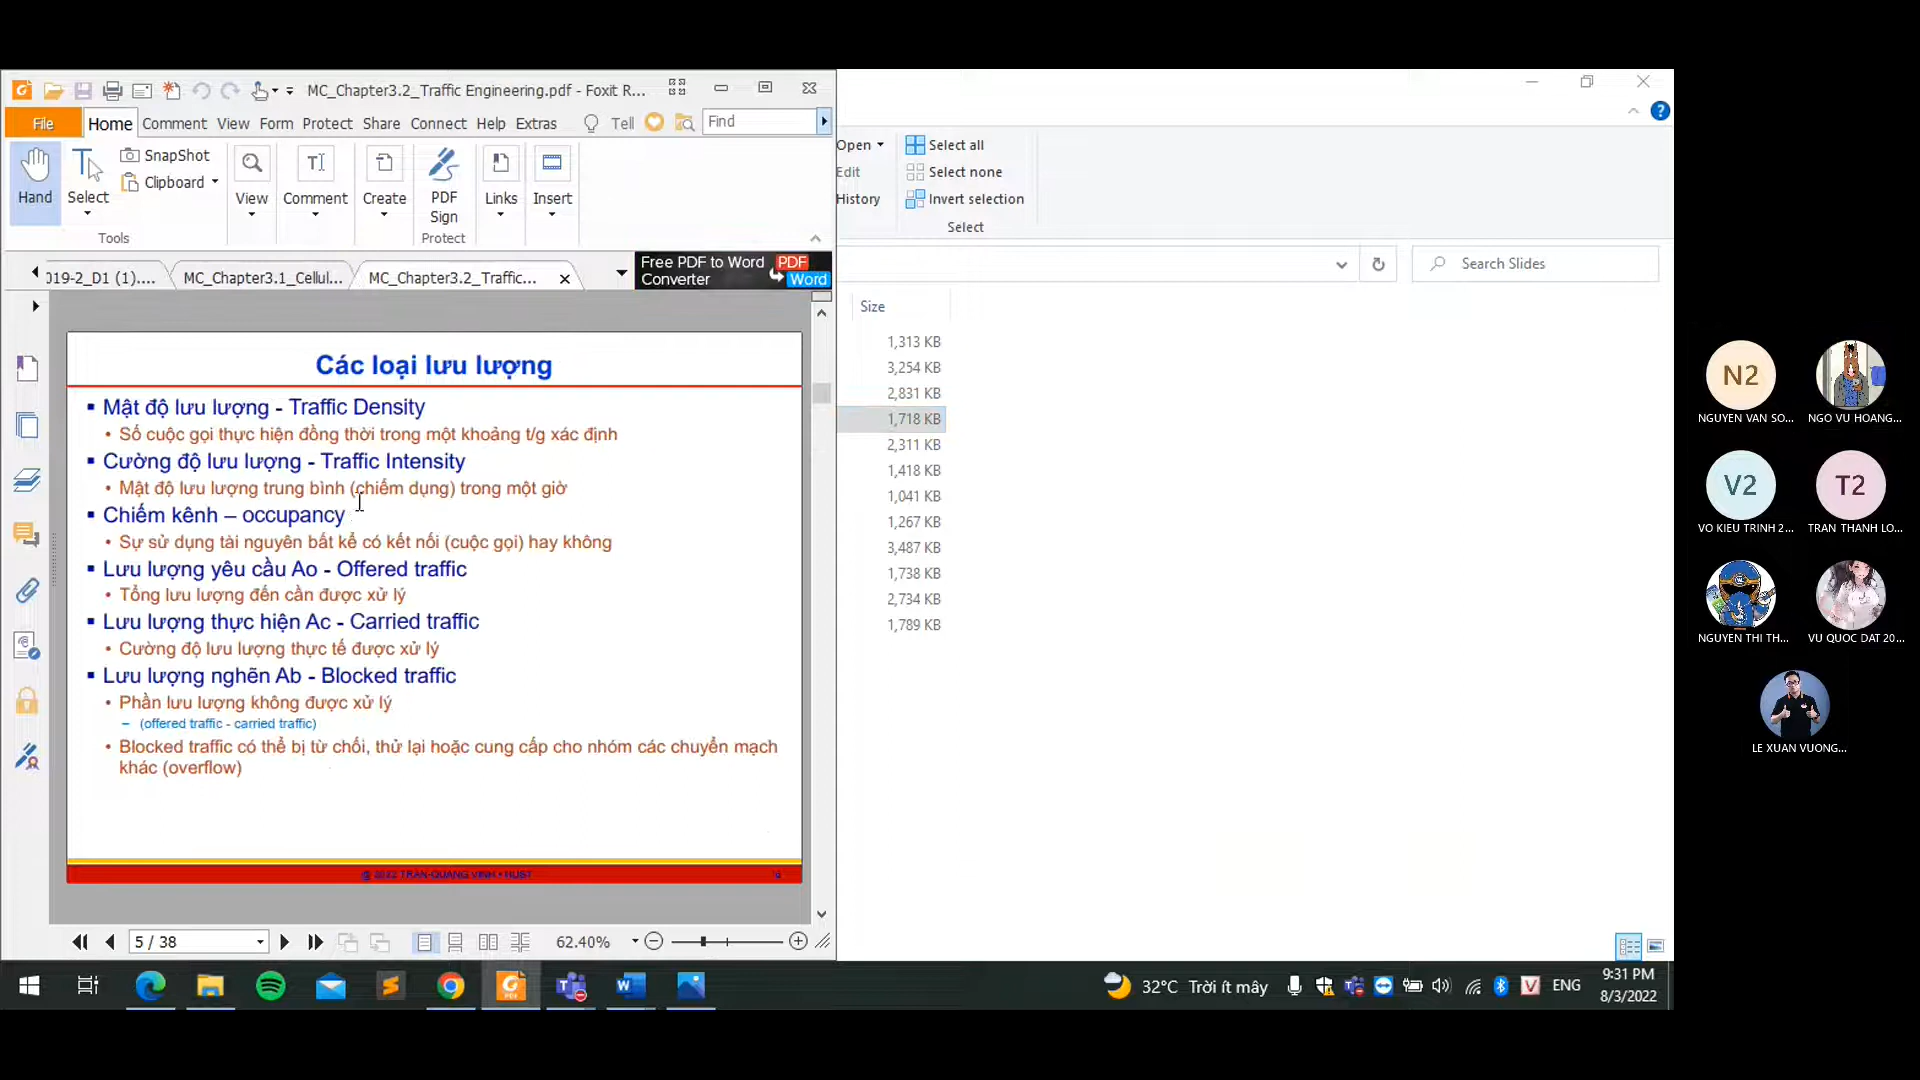 MC_Chapter3.2_Traffic Engineering.pdf - Foxit R...
File Home Comment View Form Protect Share Connect Help Extras Tell Find
Hand
Select
SnapShot
Clipboard
View
Comment
Create
PDF
Sign
Links
Insert
Tools
Protect
019-2_D1 (1)....
MC_Chapter3.1_Cellul...
MC_Chapter3.2_Traffic...
Free PDF to Word
Converter
PDF
Word
Các loại lưu lượng
▪ Mật độ lưu lượng - Traffic Density
• Số cuộc gọi thực hiện đồng thời trong một khoảng t/g xác định
▪ Cường độ lưu lượng - Traffic Intensity
• Mật độ lưu lượng trung bình (chiếm dụng) trong một giờ
▪ Chiếm kênh – occupancy
• Sự sử dụng tài nguyên bất kể có kết nối (cuộc gọi) hay không
▪ Lưu lượng yêu cầu Ao - Offered traffic
• Tổng lưu lượng đến cần được xử lý
▪ Lưu lượng thực hiện Ac - Carried traffic
• Cường độ lưu lượng thực tế được xử lý
▪ Lưu lượng nghẽn Ab - Blocked traffic
• Phần lưu lượng không được xử lý
– (offered traffic - carried traffic)
• Blocked traffic có thể bị từ chối, thử lại hoặc cung cấp cho nhóm các chuyển mạch
khác (overflow)
@ 2022 TRẦN-QUANG VINH • HUST
5 / 38
62.40%
Open
Edit
History
Select all
Select none
Invert selection
Select
Search Slides
Size
1,313 KB
3,254 KB
2,831 KB
1,718 KB
2,311 KB
1,418 KB
1,041 KB
1,267 KB
3,487 KB
1,738 KB
2,734 KB
1,789 KB
N2
NGUYEN VAN SO...
NGO VU HOANG...
V2
VO KIEU TRINH 2...
T2
TRAN THANH LO...
NGUYEN THI TH...
VU QUOC DAT 20...
LE XUAN VUONG...
32°C Trời ít mây
ENG
9:31 PM
8/3/2022